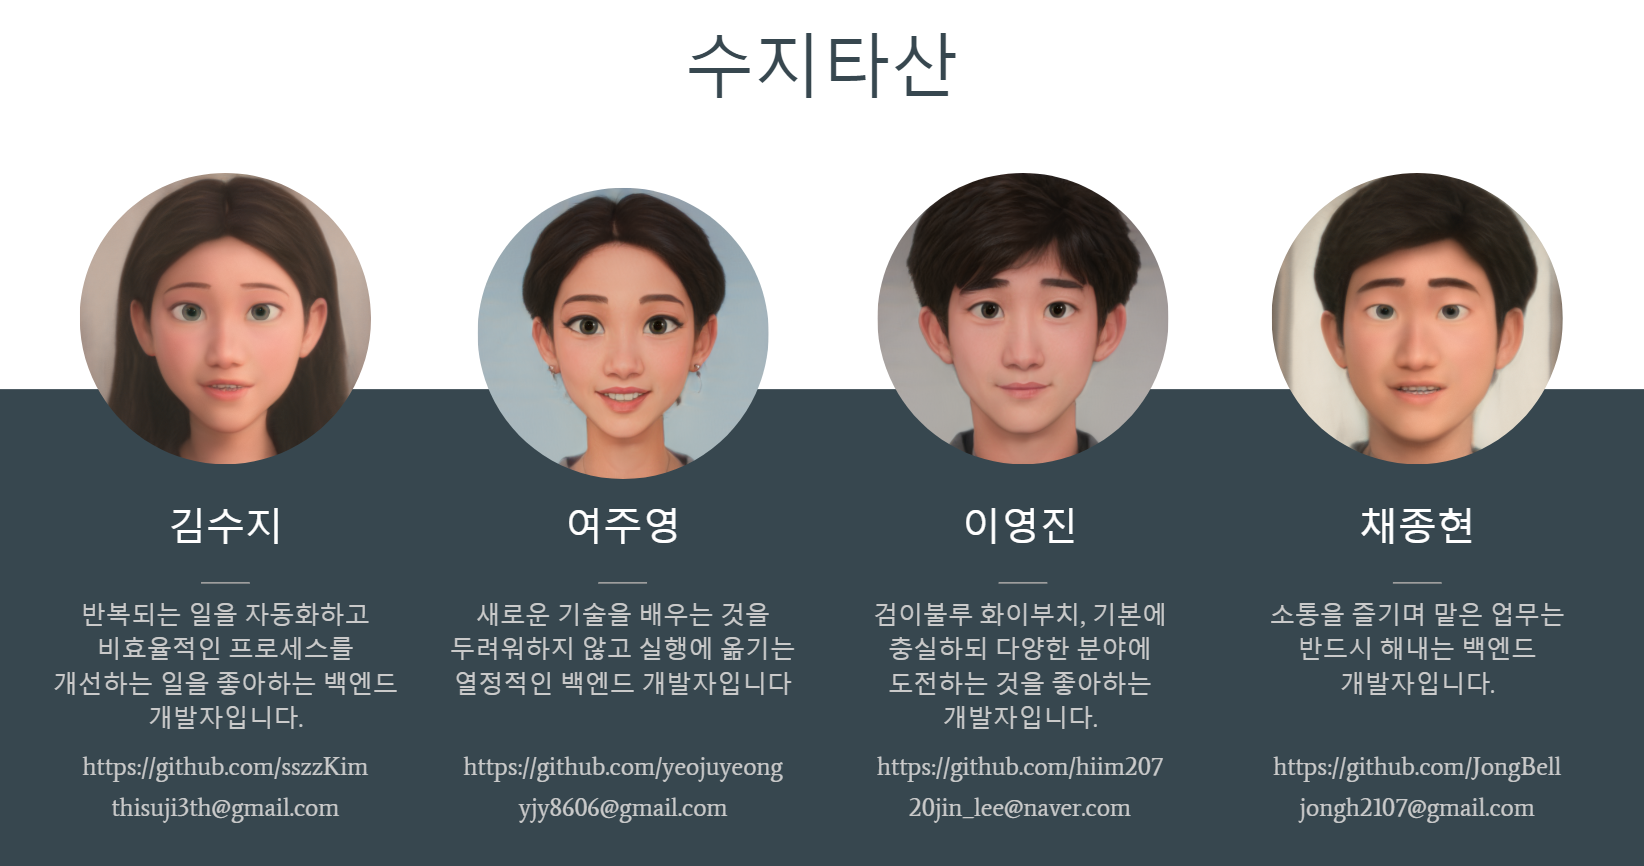 수지타산
김수지
반복되는 일을 자동화하고
비효율적인 프로세스를
개선하는 일을 좋아하는 백엔드
개발자입니다.
https://github.com/sszzKim
thisuji3th@gmail.com
여주영
새로운 기술을 배우는 것을
두려워하지 않고 실행에 옮기는
열정적인 백엔드 개발자입니다
https://github.com/yeojuyeong
yjy8606@gmail.com
이영진
검이불루 화이부치, 기본에
충실하되 다양한 분야에
도전하는 것을 좋아하는
개발자입니다.
https://github.com/hiim207
20jin_lee@naver.com
채종현
소통을 즐기며 맡은 업무는
반드시 해내는 백엔드
개발자입니다.
https://github.com/JongBell
jongh2107@gmail.com